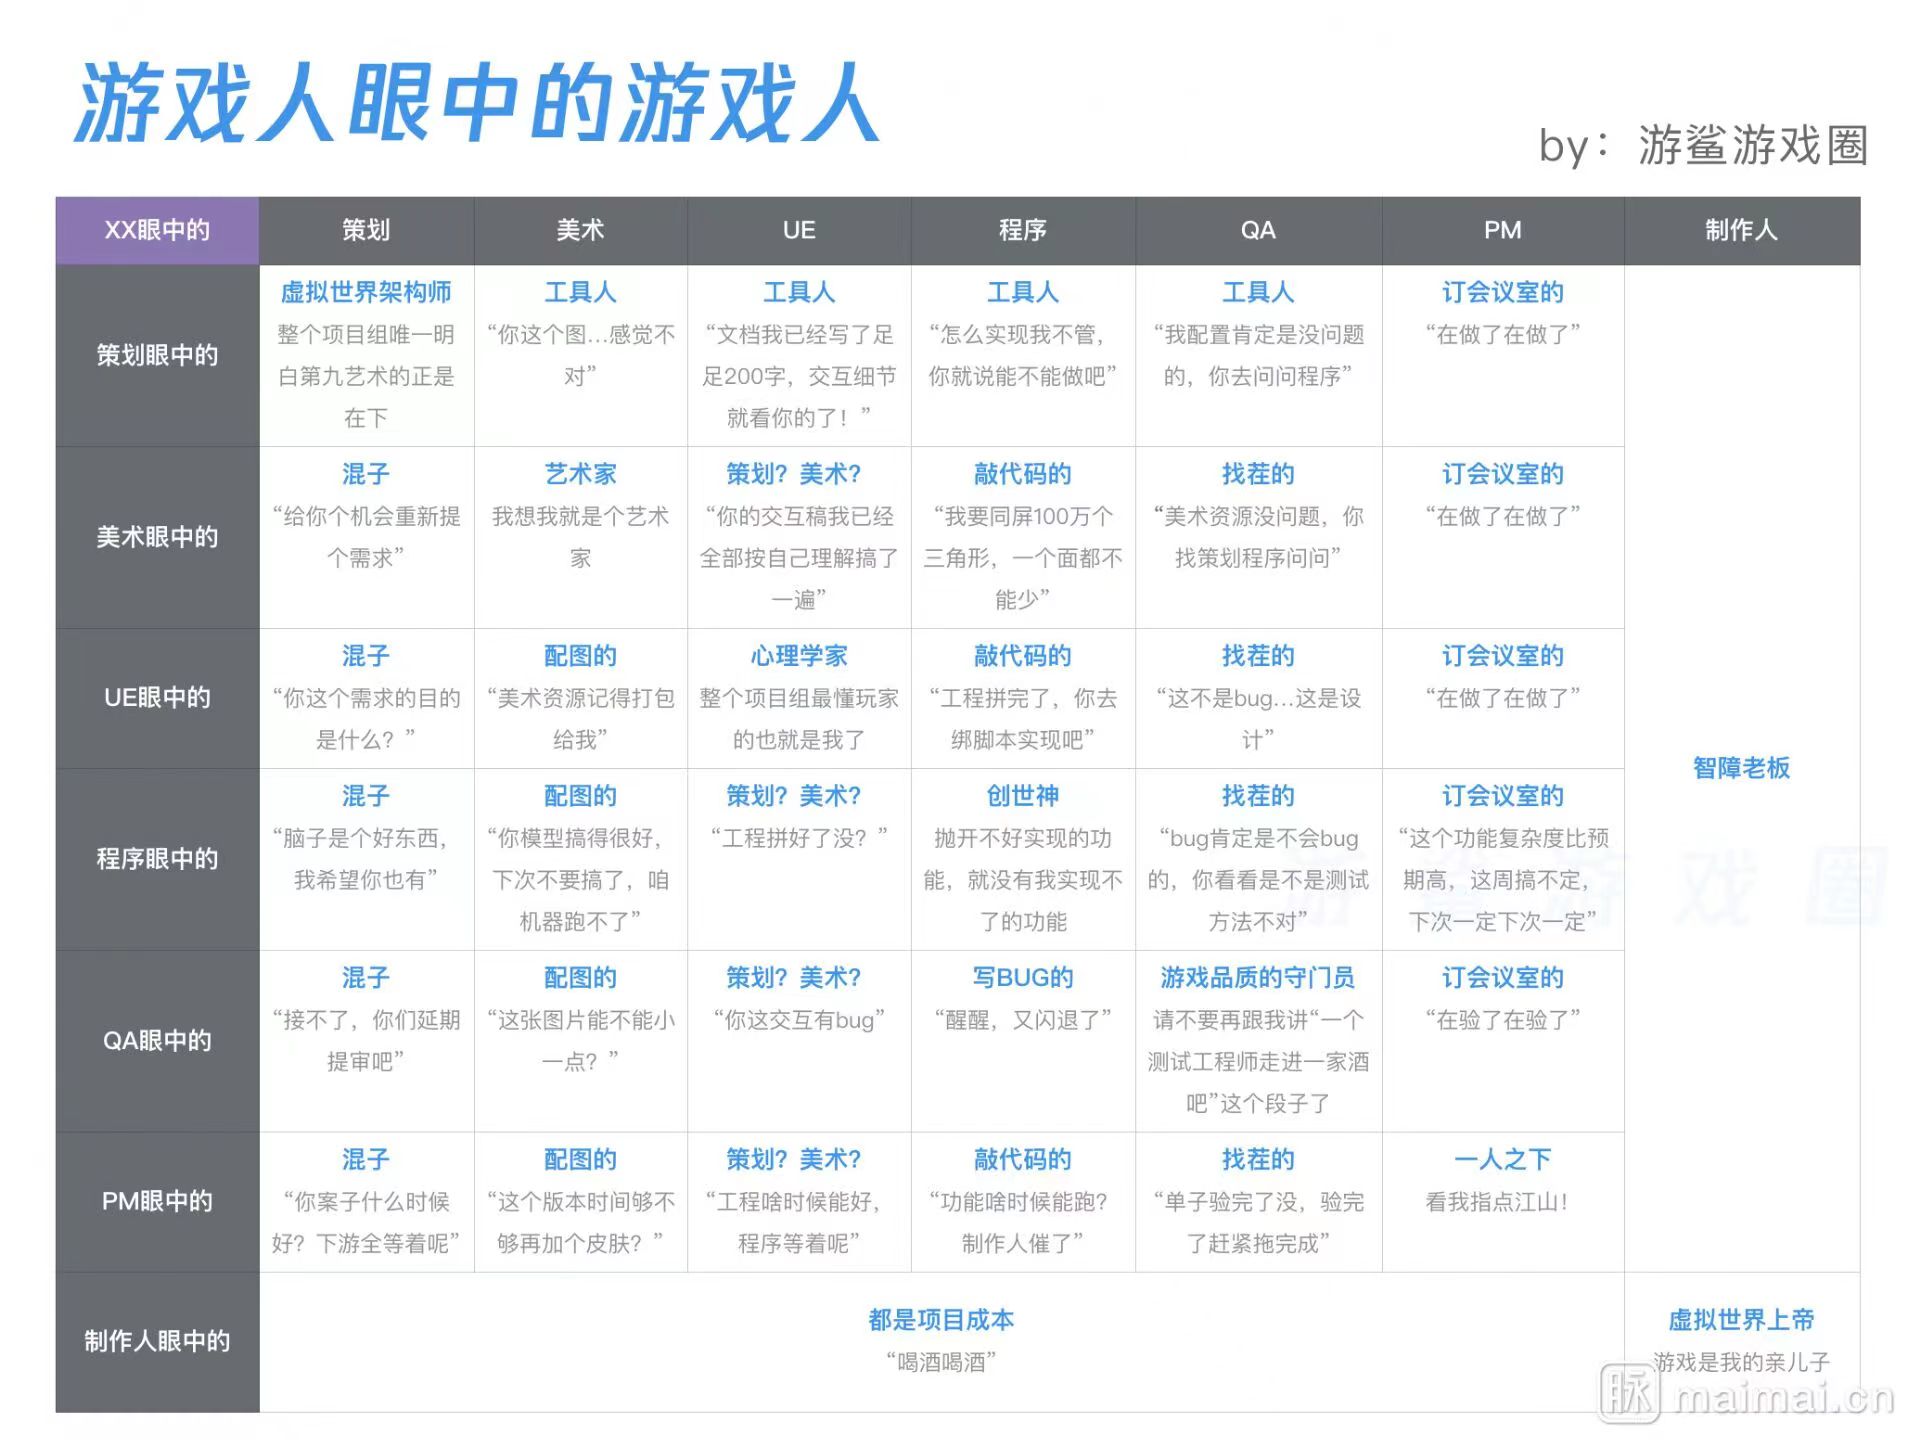 游戏人眼中的游戏人
by：游鲨游戏圈
XX眼中的 策划 美术 UE 程序 QA PM 制作人
策划眼中的
虚拟世界架构师
整个项目组唯一明
白第九艺术的正是
在下
工具人
“你这个图…感觉不
对”
工具人
“文档我已经写了足
足200字，交互细节
就看你的了！”
工具人
“怎么实现我不管，
你就说能不能做吧”
工具人
“我配置肯定是没问题
的，你去问问程序”
订会议室的
“在做了在做了”
智障老板
美术眼中的
混子
“给你个机会重新提
个需求”
艺术家
我想我就是个艺术
家
策划？美术？
“你的交互稿我已经
全部按自己理解搞了
一遍”
敲代码的
“我要同屏100万个
三角形，一个面都不
能少”
找茬的
“美术资源没问题，你
找策划程序问问”
订会议室的
“在做了在做了”
UE眼中的
混子
“你这个需求的目的
是什么？”
配图的
“美术资源记得打包
给我”
心理学家
整个项目组最懂玩家
的也就是我了
敲代码的
“工程拼完了，你去
绑脚本实现吧”
找茬的
“这不是bug…这是设
计”
订会议室的
“在做了在做了”
程序眼中的
混子
“脑子是个好东西，
我希望你也有”
配图的
“你模型搞得很好，
下次不要搞了，咱
机器跑不了”
策划？美术？
“工程拼好了没？”
创世神
抛开不好实现的功
能，就没有我实现不
了的功能
找茬的
“bug肯定是不会bug
的，你看看是不是测试
方法不对”
订会议室的
“这个功能复杂度比预
期高，这周搞不定，
下次一定下次一定”
QA眼中的
混子
“接不了，你们延期
提审吧”
配图的
“这张图片能不能小
一点？”
策划？美术？
“你这交互有bug”
写BUG的
“醒醒，又闪退了”
游戏品质的守门员
请不要再跟我讲“一个
测试工程师走进一家酒
吧”这个段子了
订会议室的
“在验了在验了”
PM眼中的
混子
“你案子什么时候
好？下游全等着呢”
配图的
“这个版本时间够不
够再加个皮肤？”
策划？美术？
“工程啥时候能好，
程序等着呢”
敲代码的
“功能啥时候能跑？
制作人催了”
找茬的
“单子验完了没，验完
了赶紧拖完成”
一人之下
看我指点江山！
制作人眼中的
都是项目成本
“喝酒喝酒”
虚拟世界上帝
游戏是我的亲儿子
游鲨游戏圈
脉 maimai.cn